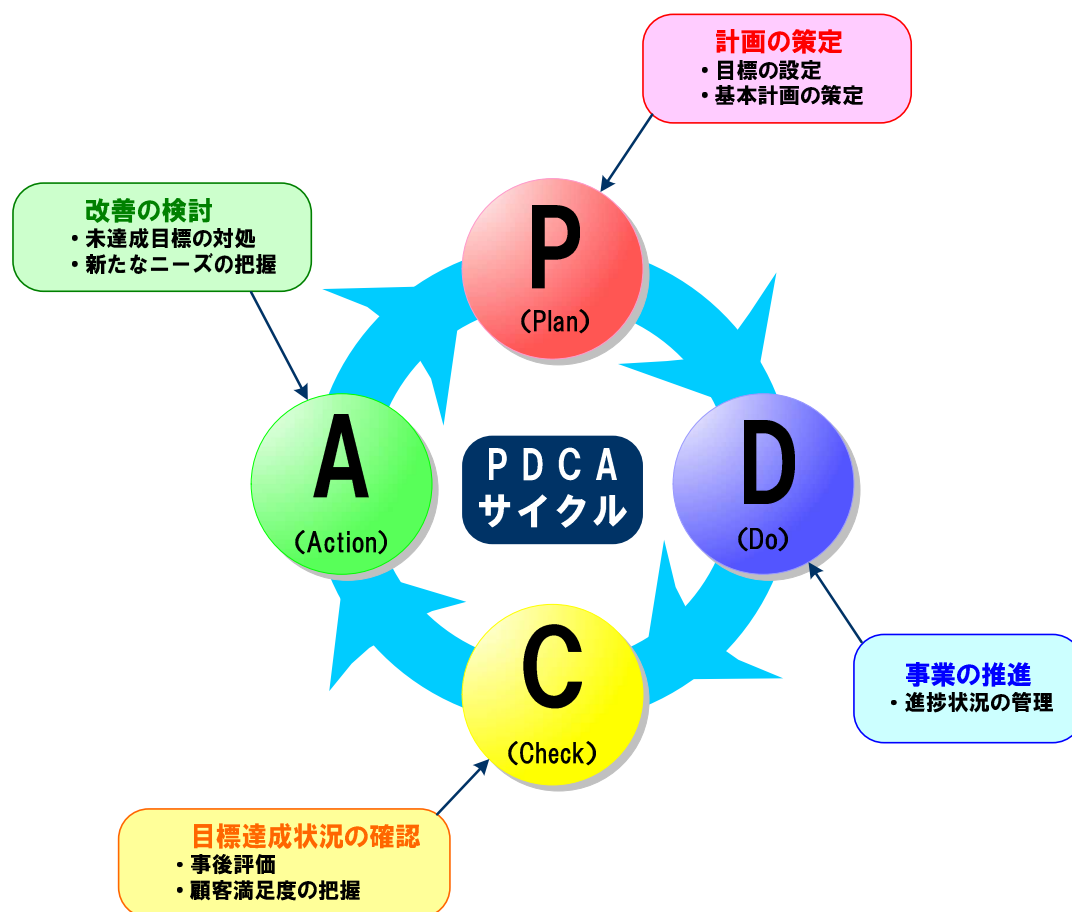 計画の策定
・目標の設定
・基本計画の策定
改善の検討
・未達成目標の対処
・新たなニーズの把握
P
(Plan)
A
(Action)
PDCA
サイクル
D
(Do)
C
(Check)
事業の推進
・進捗状況の管理
目標達成状況の確認
・事後評価
・顧客満足度の把握